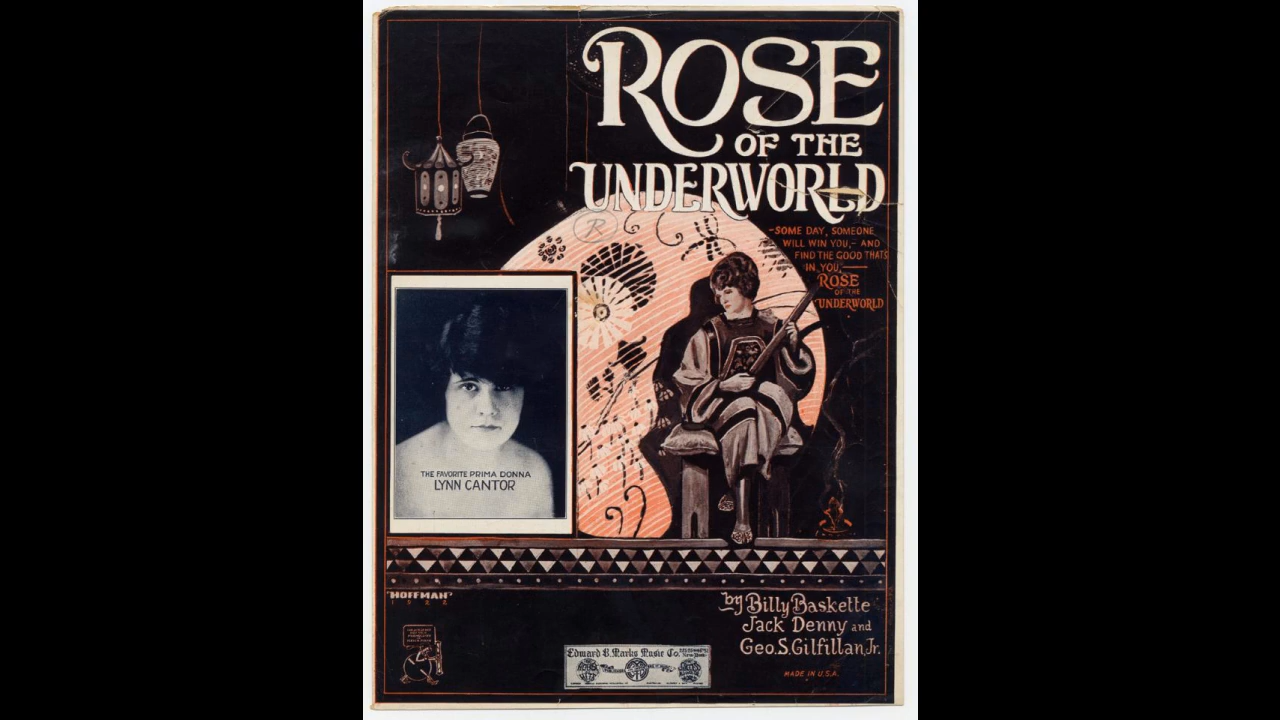 ROSE
OF THE
UNDERWORLD
R
-SOME DAY, SOMEONE
WILL WIN YOU,- AND
FIND THE GOOD THATS
IN YOU,
ROSE
OF THE
UNDERWORLD
THE FAVORITE PRIMA DONNA
LYNN CANTOR
"HOFFMAN"
1922
by Billy Baskette
Jack Denny and
Geo. S. Gilfillan, Jr.
Edward B. Marks Music Co.
MADE IN U.S.A.